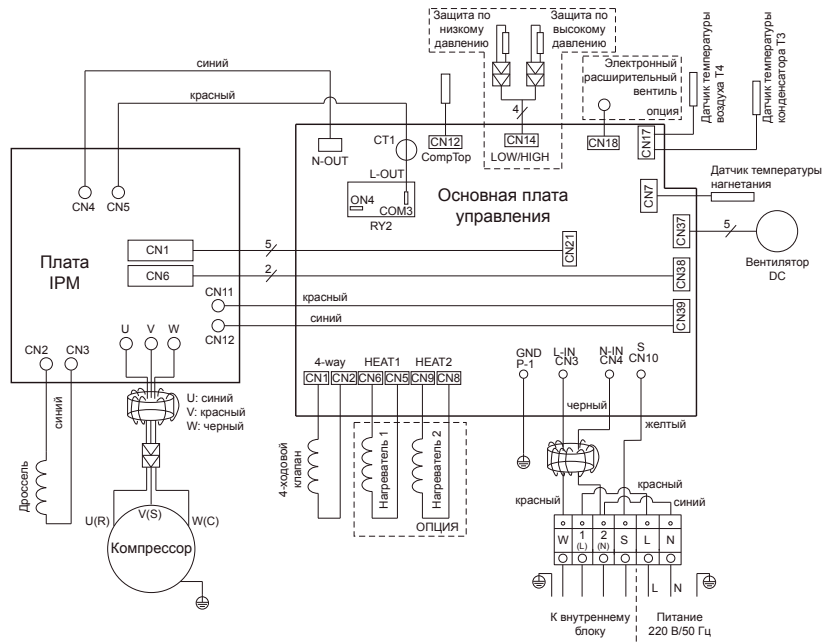 Защита по
низкому
давлению
Защита по
высокому
давлению
синий
красный
4
Электронный
расширительный
вентиль
опция
Датчик температуры
воздуха T4
Датчик температуры
конденсатора T3
CN12
CompTop
CN14
LOW/HIGH
CN18
CN17
N-OUT
CT1
L-OUT
ON4
COM3
RY2
Основная плата
управления
CN7
Датчик температуры
нагнетания
CN37
5
Вентилятор
DC
CN4
CN5
Плата
IPM
CN1
5
CN21
CN6
2
CN38
CN11
красный
CN39
CN12
синий
U
V
W
CN2
CN3
синий
U: синий
V: красный
W: черный
Дроссель
U(R)
V(S)
W(C)
Компрессор
4-way
HEAT1
HEAT2
CN1
CN2
CN6
CN5
CN9
CN8
4-ходовой
клапан
Нагреватель 1
Нагреватель 2
ОПЦИЯ
GND
P-1
L-IN
CN3
N-IN
CN4
S
CN10
черный
желтый
красный
красный
синий
W
1
(L)
2
(N)
S
L
N
L
N
К внутреннему
блоку
Питание
220 В/50 Гц